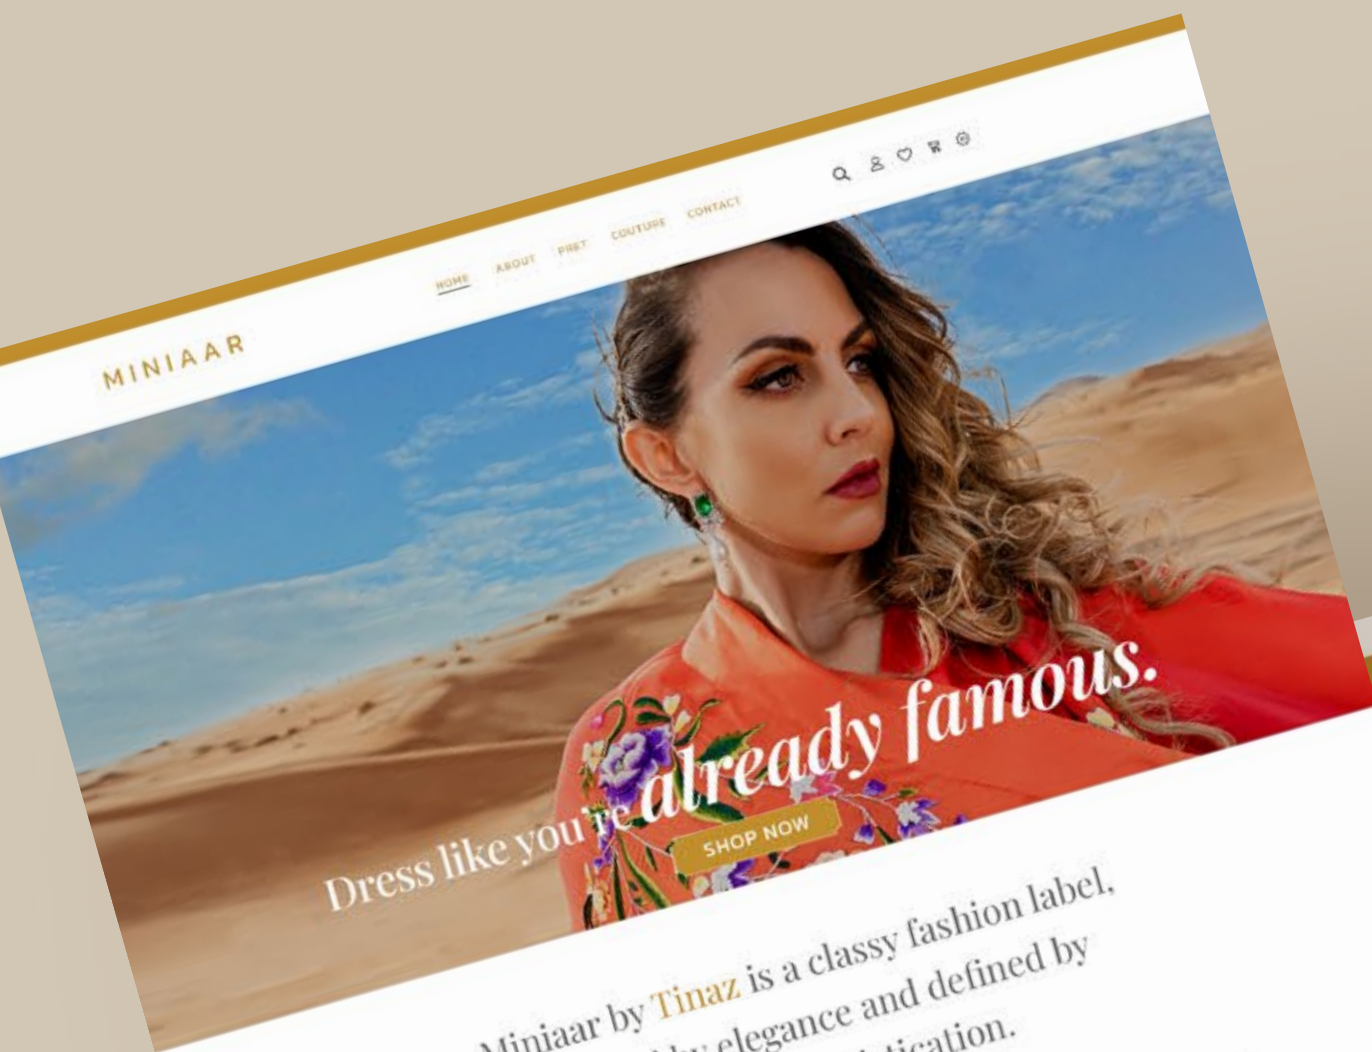 MINIAAR
HOME ABOUT PRET COUTURE CONTACT
Dress like you're already famous.
SHOP NOW
Miniaar by Tinaz is a classy fashion label,
by elegance and defined by